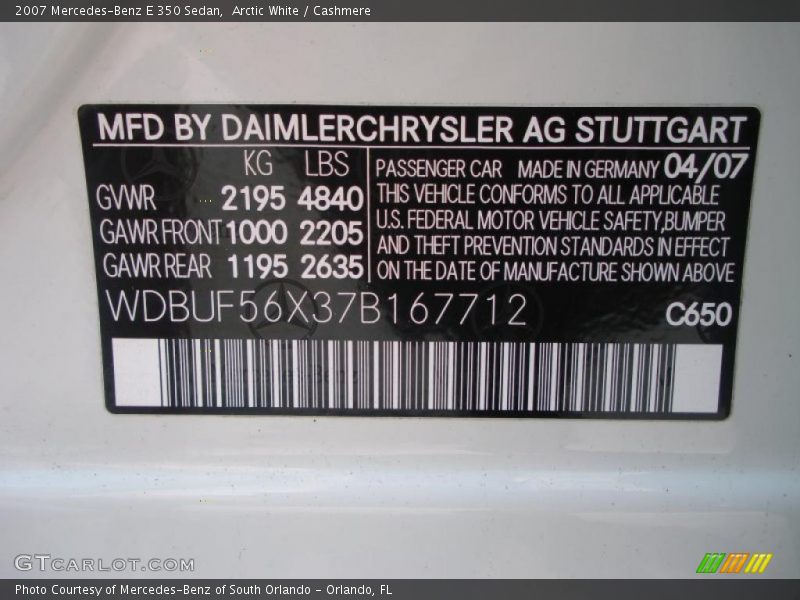 2007 Mercedes-Benz E 350 Sedan,  Arctic White / Cashmere
MFD BY DAIMLERCHRYSLER AG STUTTGART
KG LBS
GVWR 2195 4840
GAWR FRONT 1000 2205
GAWR REAR 1195 2635
PASSENGER CAR MADE IN GERMANY 04/07
THIS VEHICLE CONFORMS TO ALL APPLICABLE
U.S. FEDERAL MOTOR VEHICLE SAFETY,BUMPER
AND THEFT PREVENTION STANDARDS IN EFFECT
ON THE DATE OF MANUFACTURE SHOWN ABOVE
WDBUF56X37B167712 C650
GTCARLOT.COM
Photo Courtesy of Mercedes-Benz of South Orlando - Orlando, FL